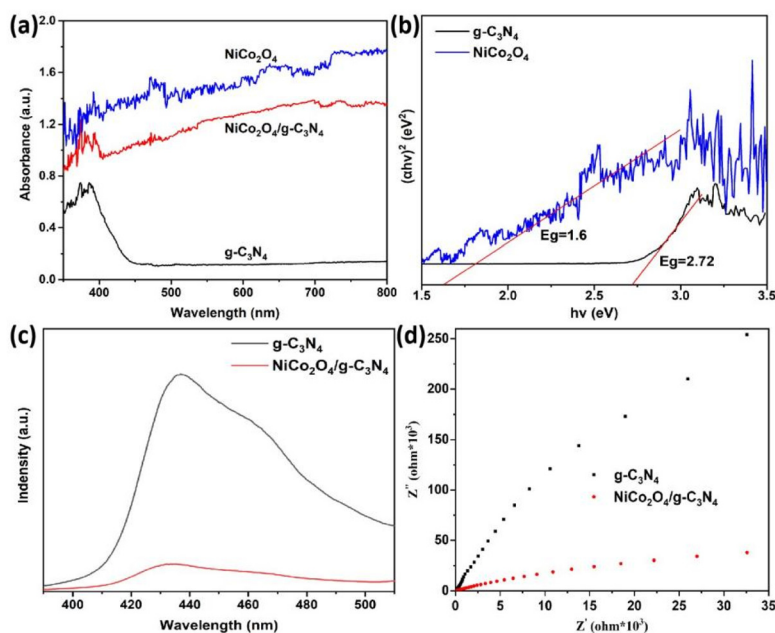 (a)
2.0
1.6
1.2
0.8
0.4
0.0
Absorbance (a.u.)
NiCo₂O₄
NiCo₂O₄/g-C₃N₄
g-C₃N₄
400 500 600 700 800
Wavelength (nm)
(b)
g-C₃N₄
NiCo₂O₄
(αhv)² (eV²)
Eg=1.6
Eg=2.72
1.5 2.0 2.5 3.0 3.5
hv (eV)
(c)
g-C₃N₄
NiCo₂O₄/g-C₃N₄
Indensity (a.u.)
400 420 440 460 480 500
Wavelength (nm)
(d)
250
200
150
100
50
0
Z'' (ohm*10³)
g-C₃N₄
NiCo₂O₄/g-C₃N₄
0 5 10 15 20 25 30 35
Z' (ohm*10³)